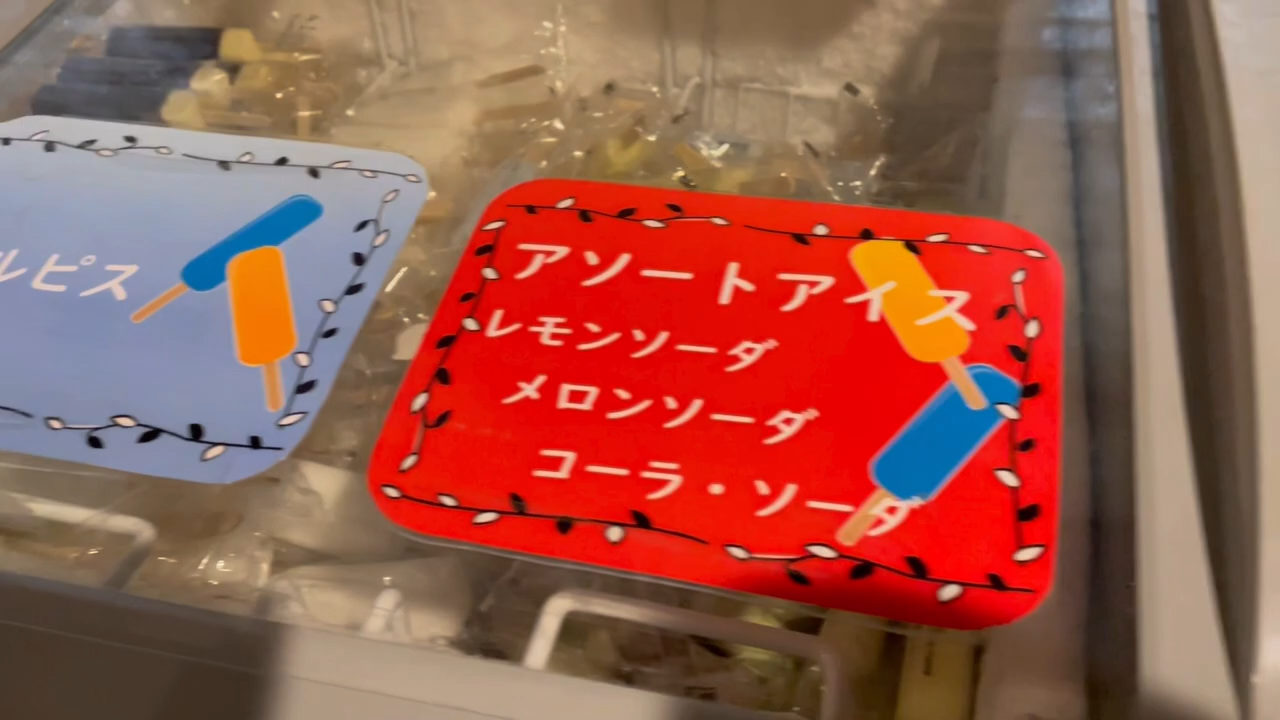 ルピス
アソートアイス
レモンソーダ
メロンソーダ
コーラ・ソーダ